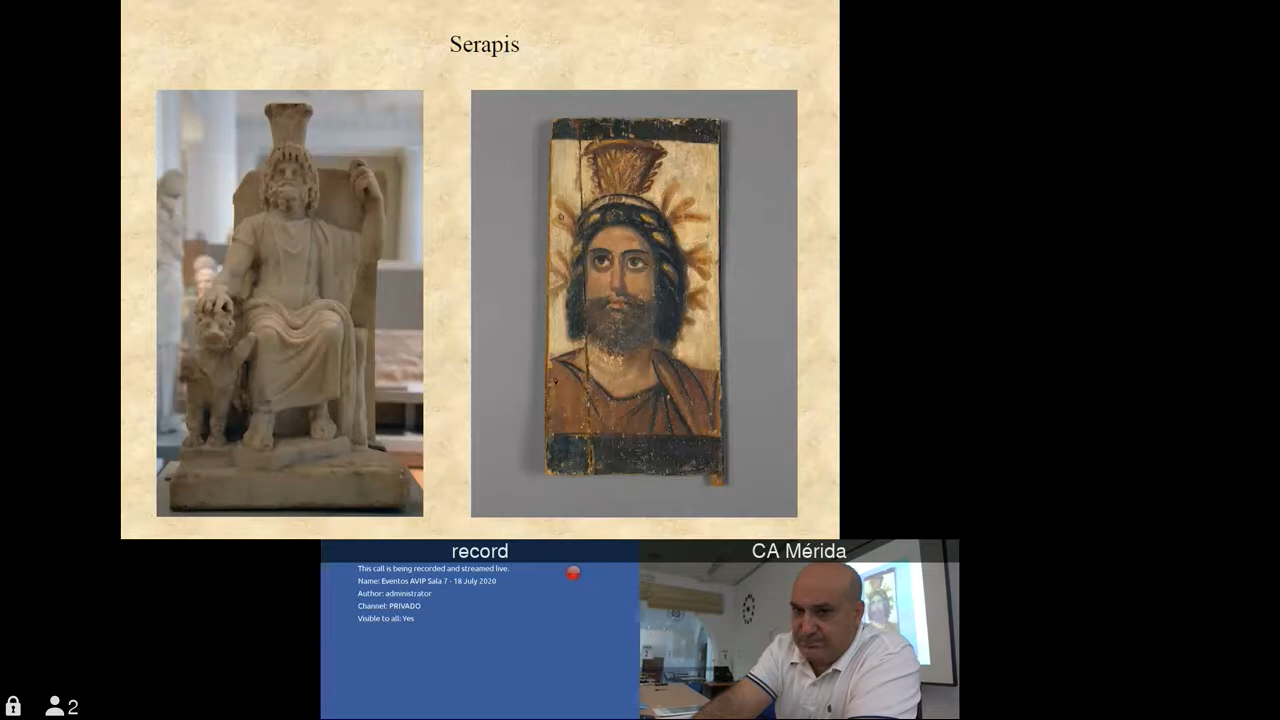 Serapis
record
This call is being recorded and streamed live.
Name: Eventos AVIP Sala 7 - 18 July 2020
Author: administrator
Channel: PRIVADO
Visible to all: Yes
CA Mérida
2